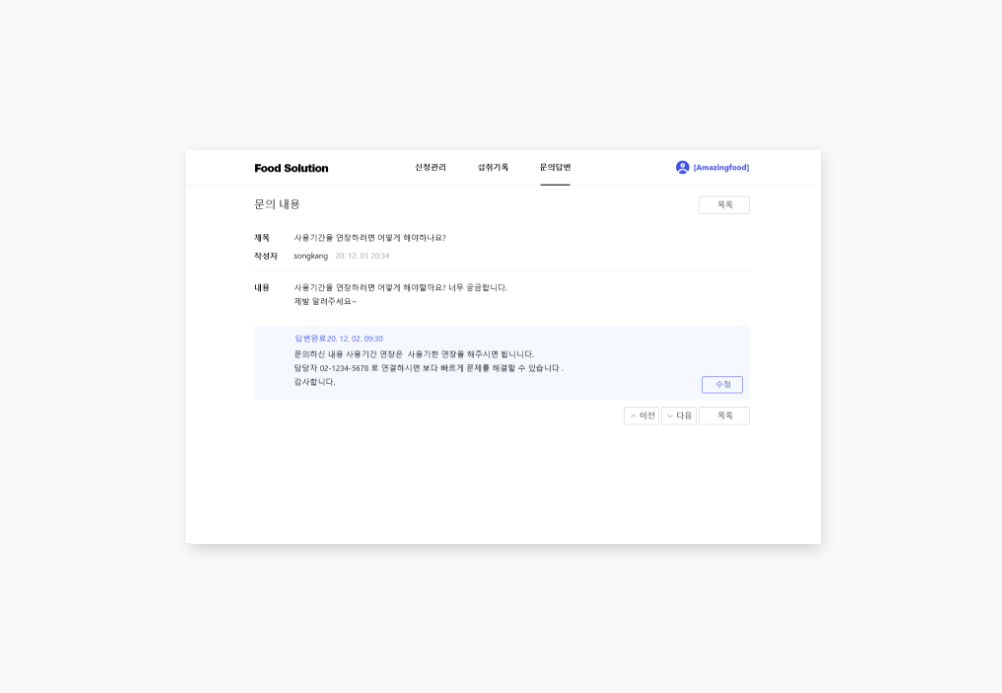 Food Solution 신청관리 섭취기록 문의답변 [Amazingfood]
문의 내용 목록
제목 사용기간을 연장하려면 어떻게 해야하나요?
작성자 songkang 20. 12. 01 20:34
내용 사용기간을 연장하려면 어떻게 해야할까요? 너무 궁금합니다.
제발 알려주세요~
답변완료20. 12. 02. 09:30
문의하신 내용 사용기간 연장은 사용기한 연장을 해주시면 됩니다.
담당자 02-1234-5678 로 연결하시면 보다 빠르게 문제를 해결할 수 있습니다 .
감사합니다.
수정
이전 다음 목록